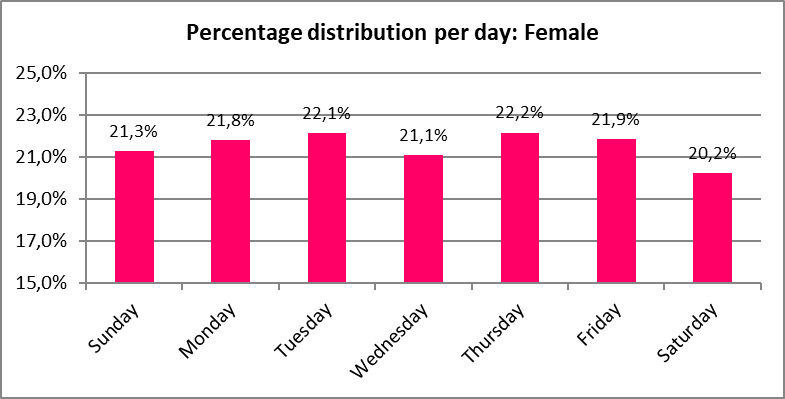 Percentage distribution per day: Female
25,0%
23,0%
21,0%
19,0%
17,0%
15,0%
21,3%
21,8%
22,1%
21,1%
22,2%
21,9%
20,2%
Sunday
Monday
Tuesday
Wednesday
Thursday
Friday
Saturday